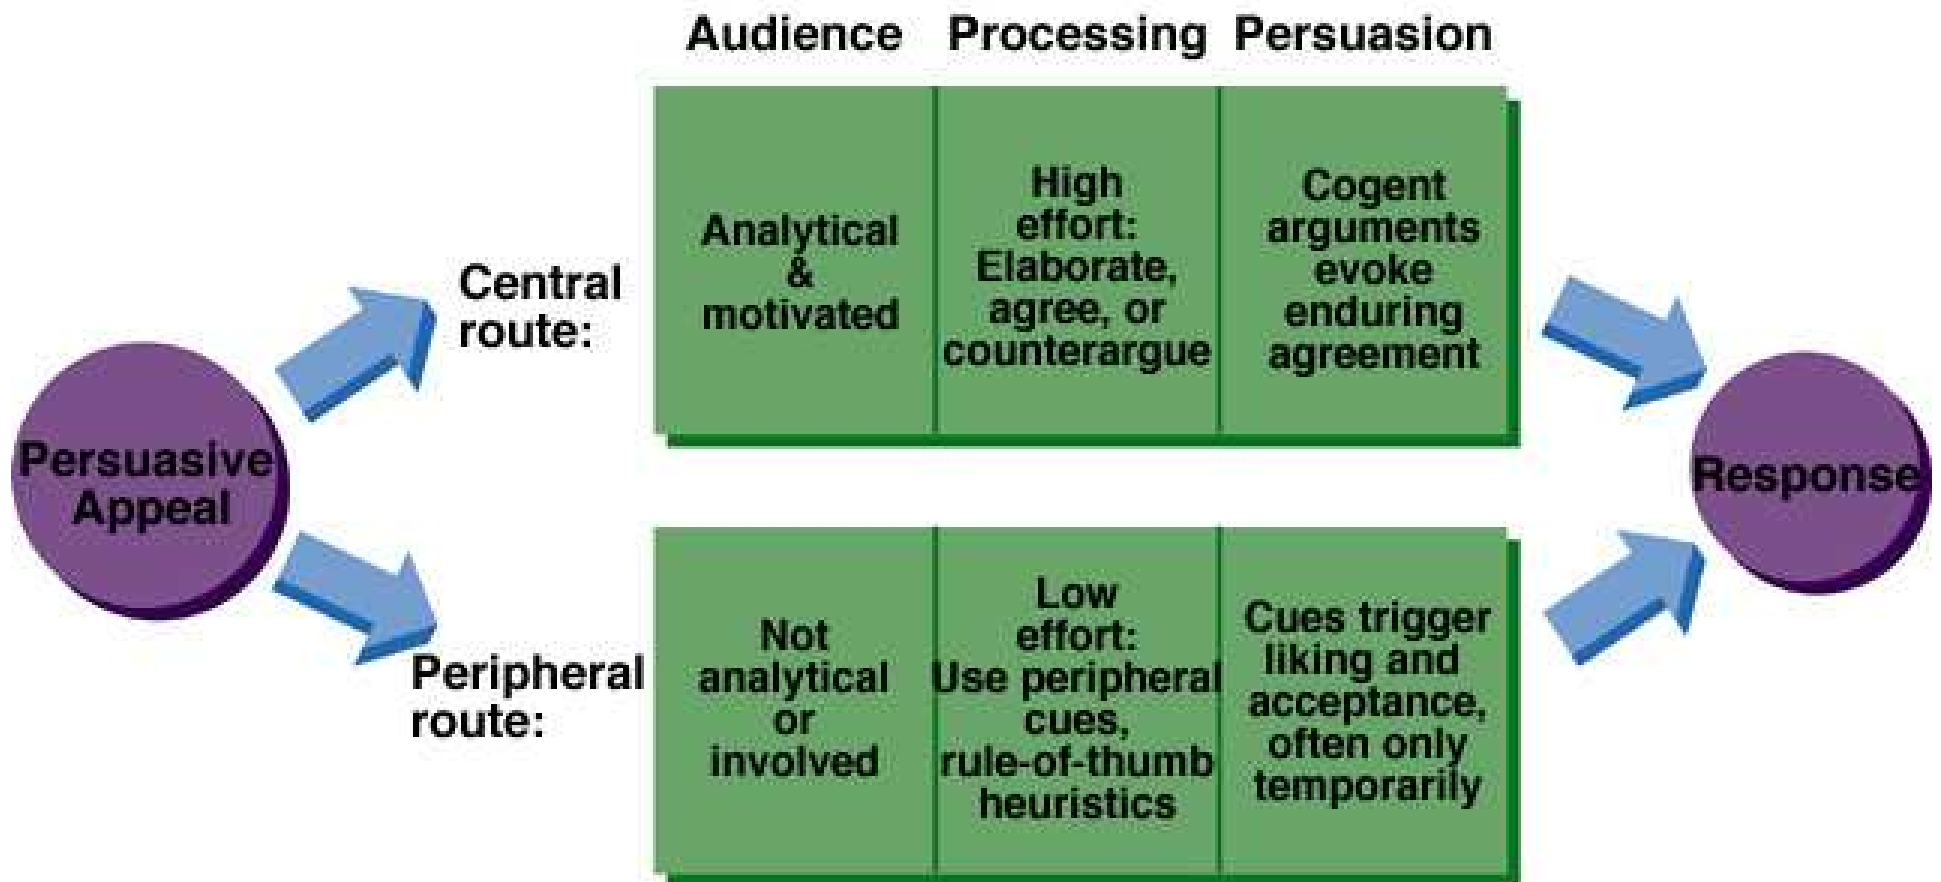 Audience Processing Persuasion
Central
route:
Analytical
&
motivated
High
effort:
Elaborate,
agree, or
counterargue
Cogent
arguments
evoke
enduring
agreement
Persuasive
Appeal
Response
Peripheral
route:
Not
analytical
or
involved
Low
effort:
Use peripheral
cues,
rule-of-thumb
heuristics
Cues trigger
liking and
acceptance,
often only
temporarily